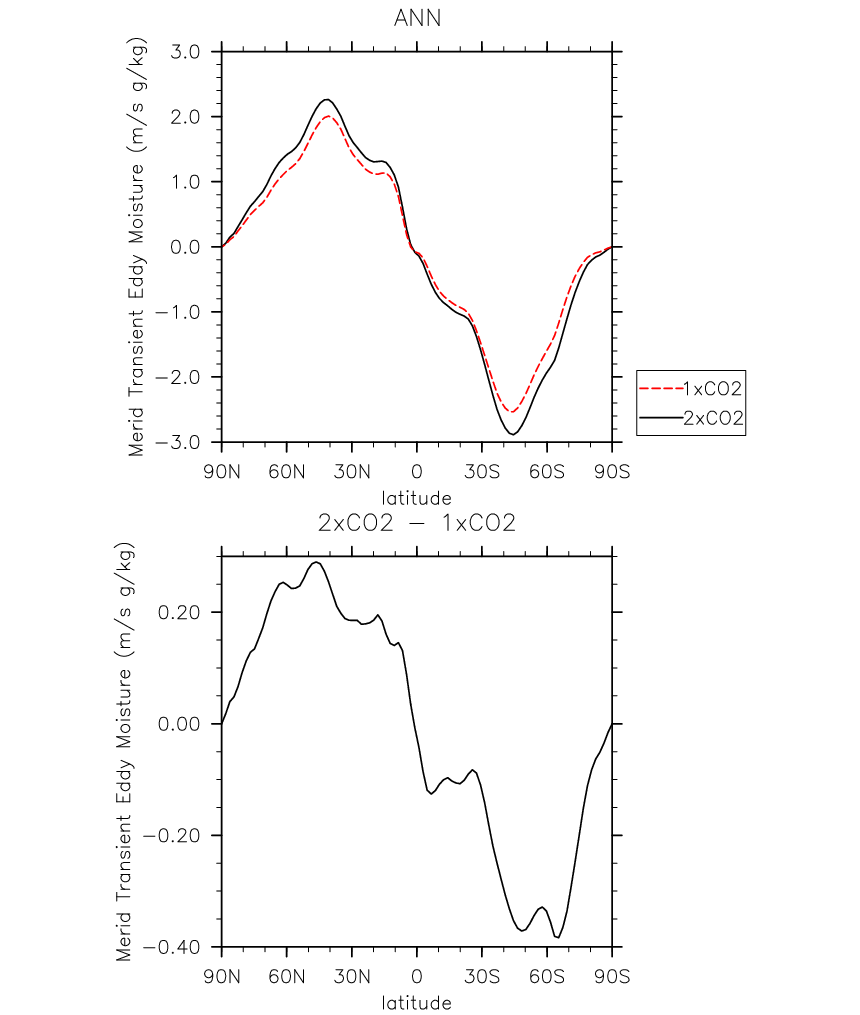 ANN
Merid Transient Eddy Moisture (m/s g/kg)
3.0
2.0
1.0
0.0
−1.0
−2.0
−3.0
90N 60N 30N 0 30S 60S 90S
latitude
1xCO2
2xCO2
2xCO2 − 1xCO2
Merid Transient Eddy Moisture (m/s g/kg)
0.20
0.00
−0.20
−0.40
90N 60N 30N 0 30S 60S 90S
latitude